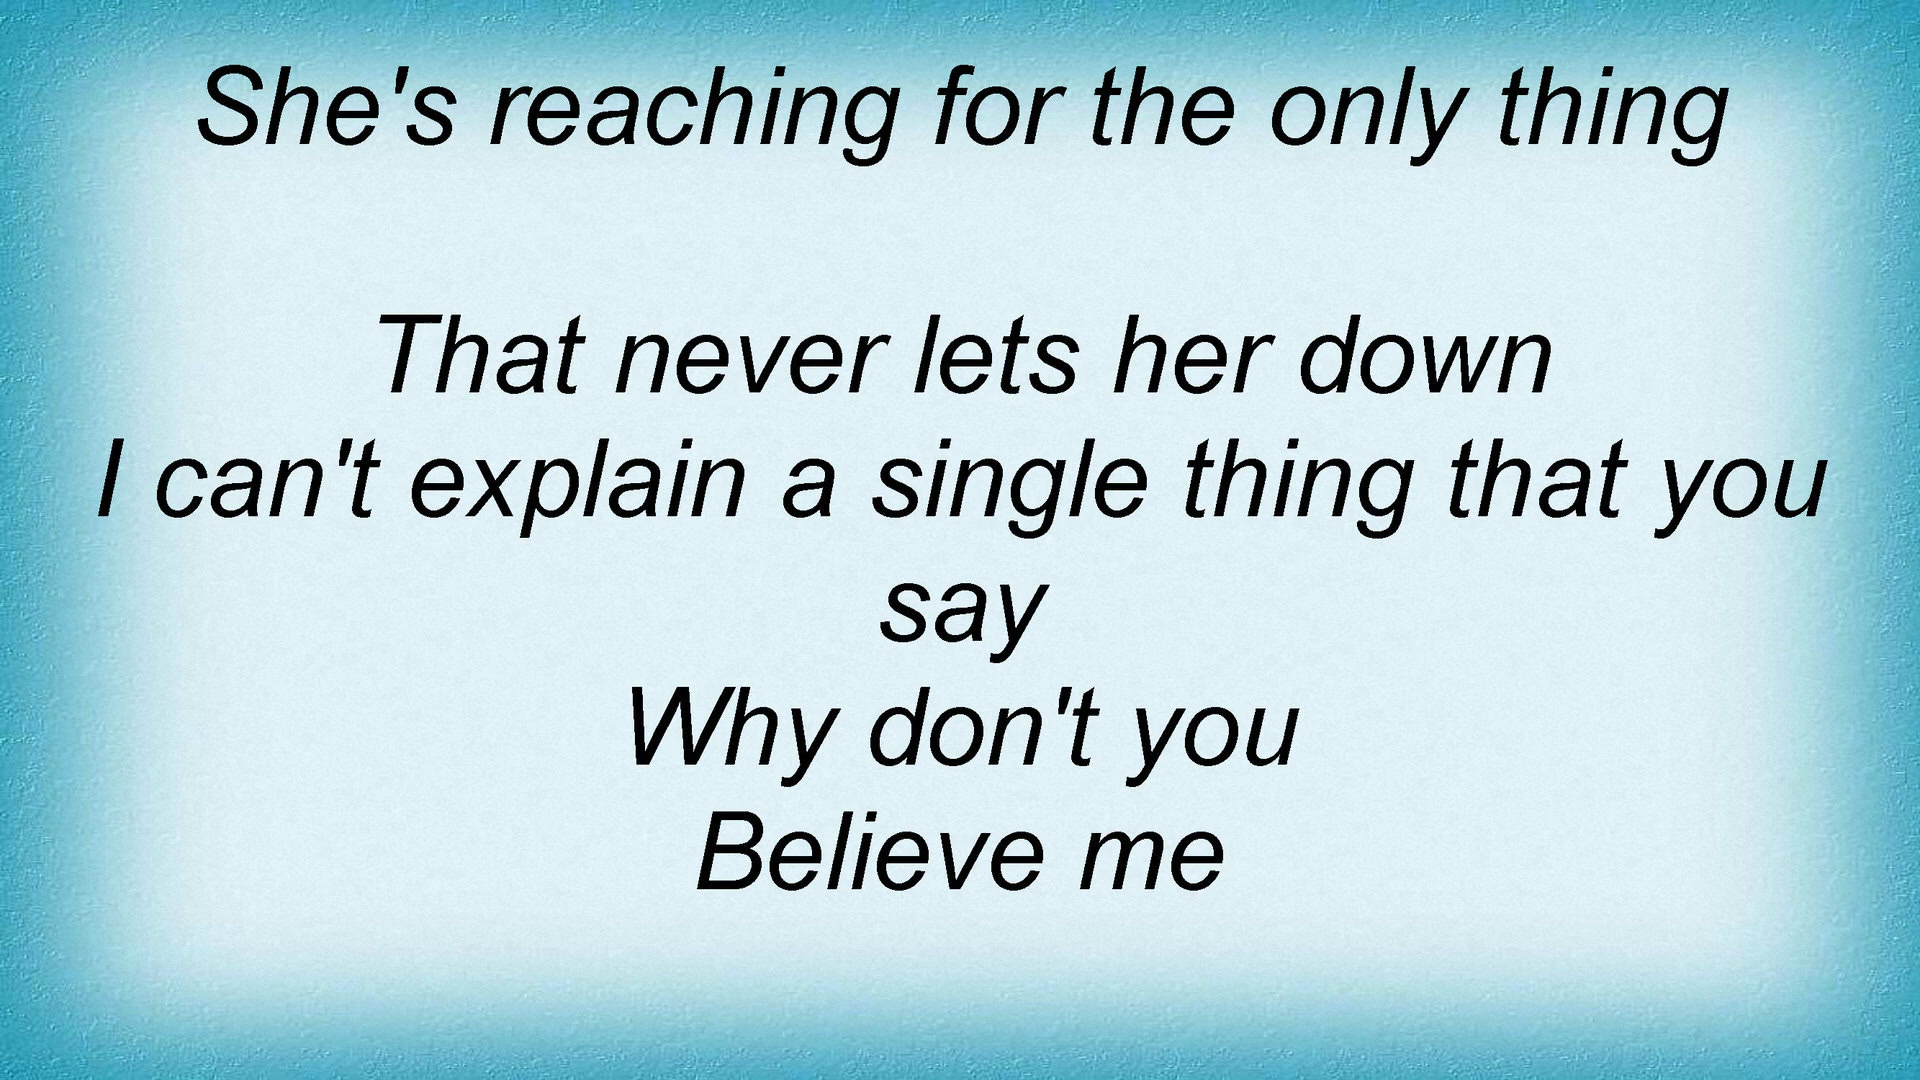 She's reaching for the only thing
That never lets her down
I can't explain a single thing that you
say
Why don't you
Believe me